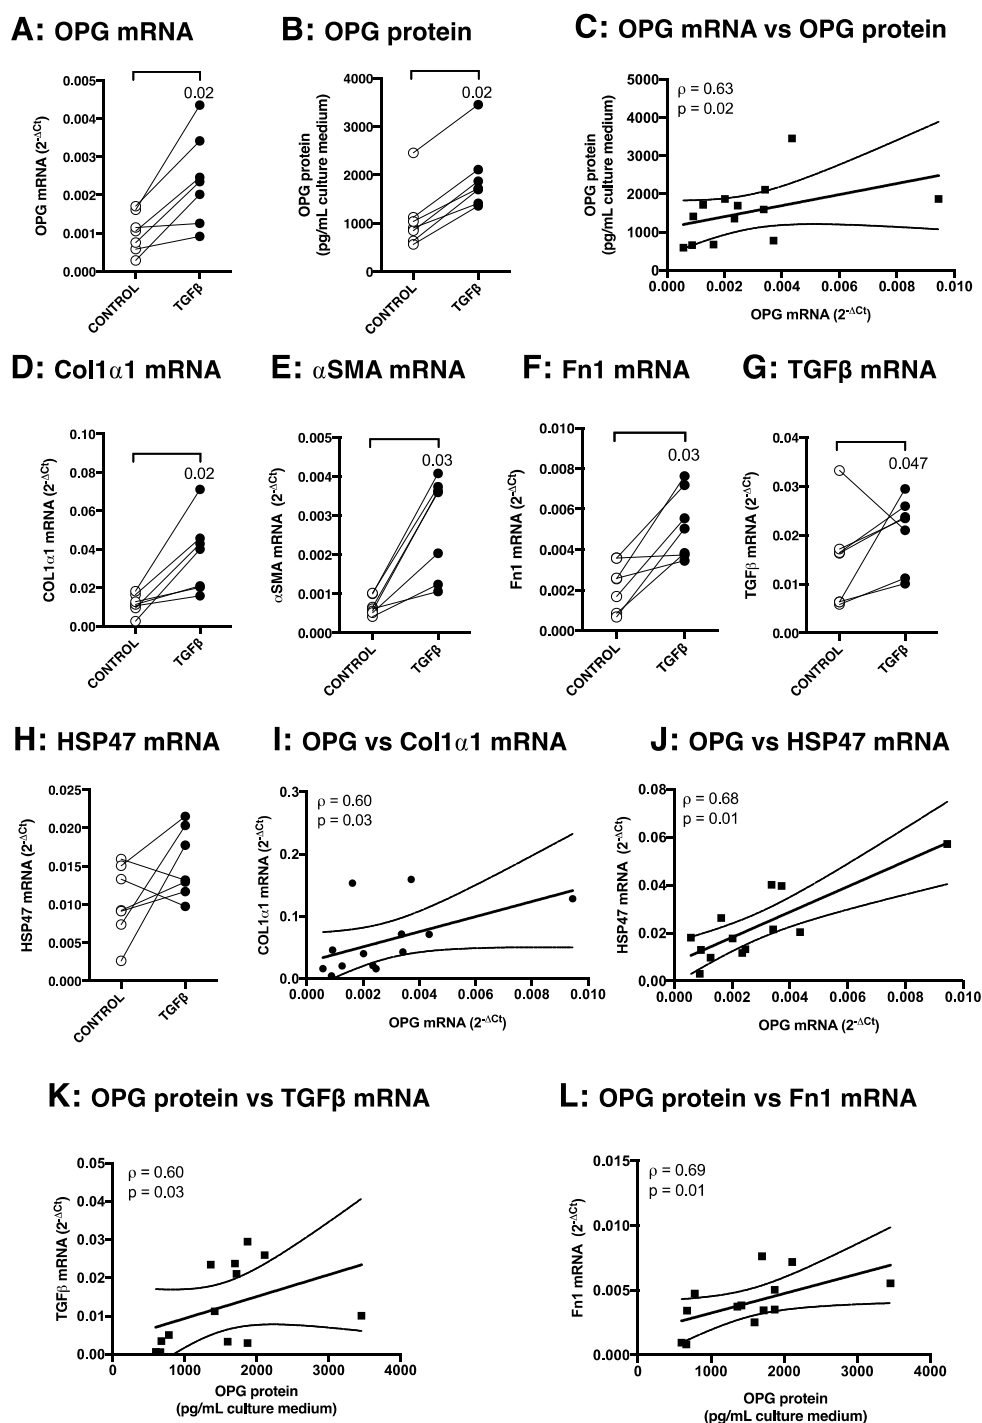 A: OPG mRNA
OPG mRNA (2-ΔCt)
0.005
0.004
0.003
0.002
0.001
0.000
0.02
CONTROL
TGFβ
B: OPG protein
OPG protein
(pg/mL culture medium)
4000
3000
2000
1000
0
0.02
CONTROL
TGFβ
C: OPG mRNA vs OPG protein
ρ = 0.63
p = 0.02
OPG protein
(pg/mL culture medium)
5000
4000
3000
2000
1000
0
0.000 0.002 0.004 0.006 0.008 0.010
OPG mRNA (2-ΔCt)
D: Col1α1 mRNA
COL1α1 mRNA (2-ΔCt)
0.10
0.08
0.06
0.04
0.02
0.00
0.02
CONTROL
TGFβ
E: αSMA mRNA
αSMA mRNA (2-ΔCt)
0.005
0.004
0.003
0.002
0.001
0.000
0.03
CONTROL
TGFβ
F: Fn1 mRNA
Fn1 mRNA (2-ΔCt)
0.010
0.008
0.006
0.004
0.002
0.000
0.03
CONTROL
TGFβ
G: TGFβ mRNA
TGFβ mRNA (2-ΔCt)
0.04
0.03
0.02
0.01
0.00
0.047
CONTROL
TGFβ
H: HSP47 mRNA
HSP47 mRNA (2-ΔCt)
0.025
0.020
0.015
0.010
0.005
0.000
CONTROL
TGFβ
I: OPG vs Col1α1 mRNA
ρ = 0.60
p = 0.03
COL1α1 mRNA (2-ΔCt)
0.3
0.2
0.1
0.0
0.000 0.002 0.004 0.006 0.008 0.010
OPG mRNA (2-ΔCt)
J: OPG vs HSP47 mRNA
ρ = 0.68
p = 0.01
HSP47 mRNA (2-ΔCt)
0.08
0.06
0.04
0.02
0.00
0.000 0.002 0.004 0.006 0.008 0.010
OPG mRNA (2-ΔCt)
K: OPG protein vs TGFβ mRNA
ρ = 0.60
p = 0.03
TGFβ mRNA (2-ΔCt)
0.05
0.04
0.03
0.02
0.01
0.00
0 1000 2000 3000 4000
OPG protein
(pg/mL culture medium)
L: OPG protein vs Fn1 mRNA
ρ = 0.69
p = 0.01
Fn1 mRNA (2-ΔCt)
0.015
0.010
0.005
0.000
0 1000 2000 3000 4000
OPG protein
(pg/mL culture medium)